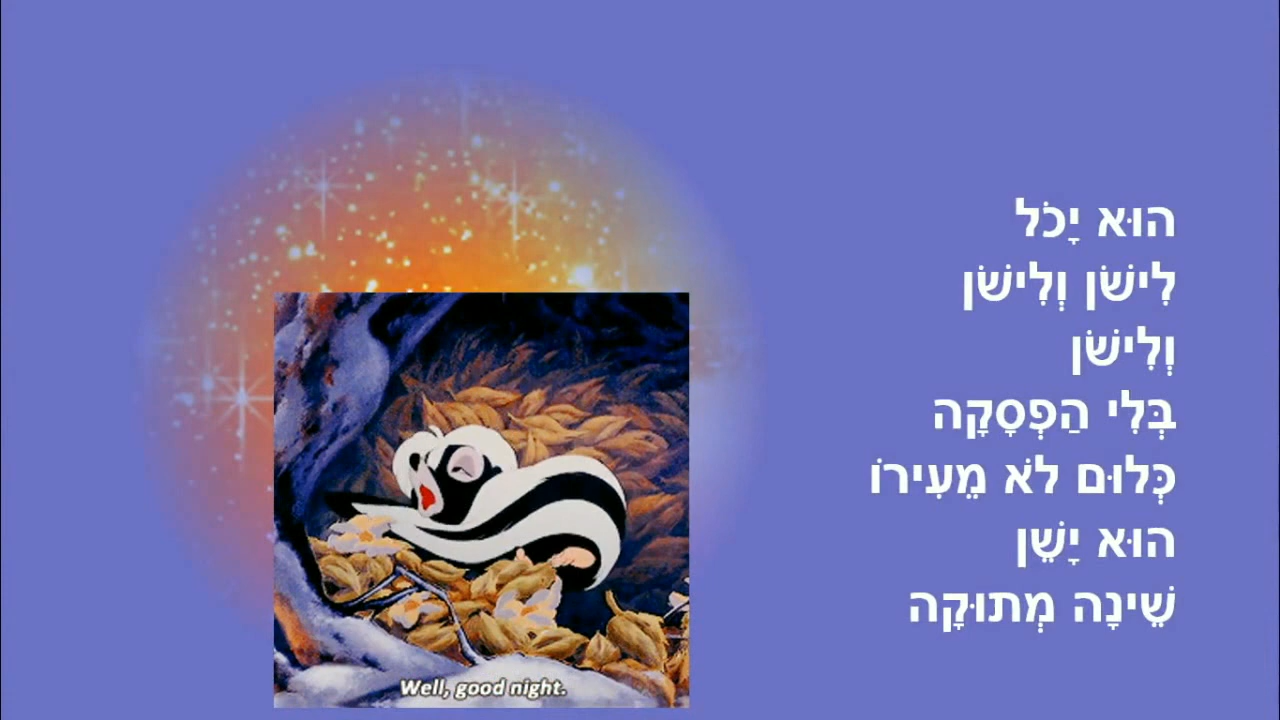 הוּא יָכֹל
לִישֹׁן וְלִישֹׁן
וְלִישֹׁן
בְּלִי הַפְסָקָה
כְּלוּם לֹא מֵעִירוֹ
הוּא יָשֵׁן
שֵׁינָה מְתוּקָה
Well, good night.